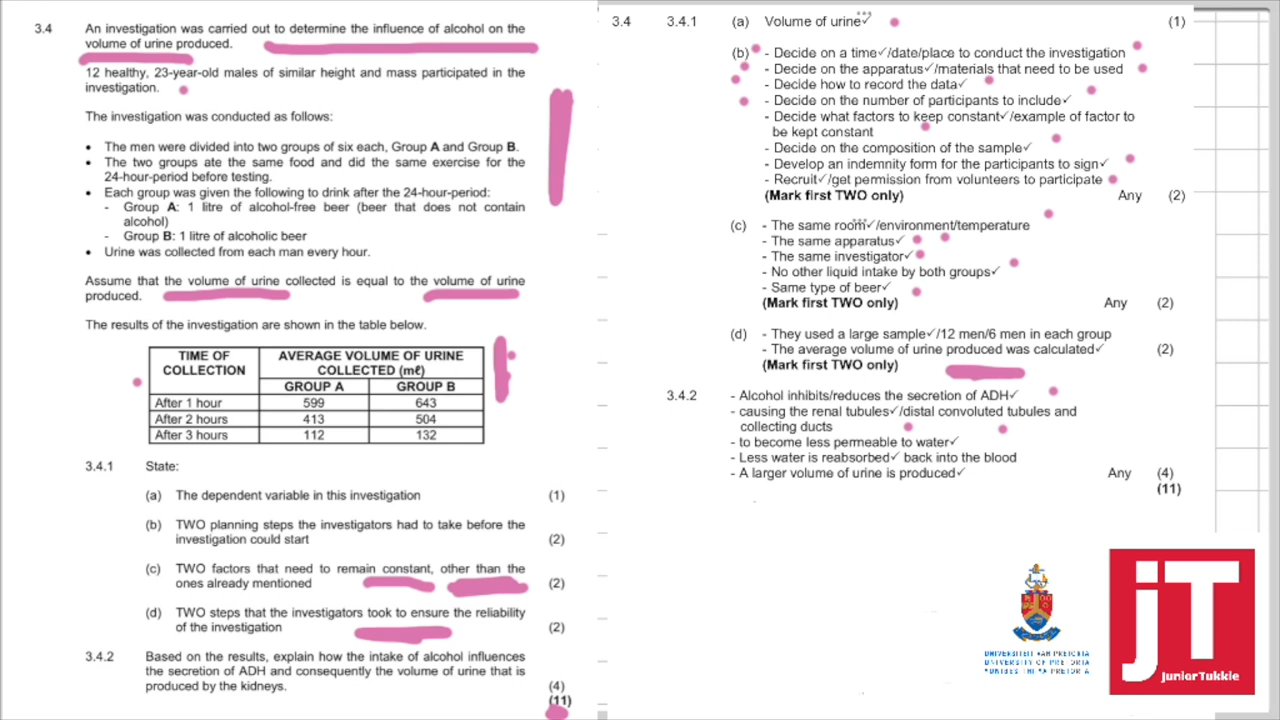 3.4 An investigation was carried out to determine the influence of alcohol on the
volume of urine produced.
12 healthy, 23-year-old males of similar height and mass participated in the
investigation.
The investigation was conducted as follows:
• The men were divided into two groups of six each, Group A and Group B.
• The two groups ate the same food and did the same exercise for the
24-hour-period before testing.
• Each group was given the following to drink after the 24-hour-period:
- Group A: 1 litre of alcohol-free beer (beer that does not contain
alcohol)
- Group B: 1 litre of alcoholic beer
• Urine was collected from each man every hour.
Assume that the volume of urine collected is equal to the volume of urine
produced.
The results of the investigation are shown in the table below.
TIME OF COLLECTION AVERAGE VOLUME OF URINE
COLLECTED (mℓ)
GROUP A GROUP B
After 1 hour 599 643
After 2 hours 413 504
After 3 hours 112 132
3.4.1 State:
(a) The dependent variable in this investigation (1)
(b) TWO planning steps the investigators had to take before the
investigation could start (2)
(c) TWO factors that need to remain constant, other than the
ones already mentioned (2)
(d) TWO steps that the investigators took to ensure the reliability
of the investigation (2)
3.4.2 Based on the results, explain how the intake of alcohol influences
the secretion of ADH and consequently the volume of urine that is
produced by the kidneys. (4)
(11)
3.4 3.4.1 (a) Volume of urine✓ (1)
(b) - Decide on a time✓/date/place to conduct the investigation
- Decide on the apparatus✓/materials that need to be used
- Decide how to record the data✓
- Decide on the number of participants to include✓
- Decide what factors to keep constant✓/example of factor to
be kept constant
- Decide on the composition of the sample✓
- Develop an indemnity form for the participants to sign✓
- Recruit✓/get permission from volunteers to participate
(Mark first TWO only) Any (2)
(c) - The same room✓/environment/temperature
- The same apparatus✓
- The same investigator✓
- No other liquid intake by both groups✓
- Same type of beer✓
(Mark first TWO only) Any (2)
(d) - They used a large sample✓/12 men/6 men in each group
- The average volume of urine produced was calculated✓ (2)
(Mark first TWO only)
3.4.2 - Alcohol inhibits/reduces the secretion of ADH✓
- causing the renal tubules✓/distal convoluted tubules and
collecting ducts
- to become less permeable to water✓
- Less water is reabsorbed✓ back into the blood
- A larger volume of urine is produced✓ Any (4)
(11)
UNIVERSITEIT VAN PRETORIA
UNIVERSITY OF PRETORIA
YUNIBESITHI YA PRETORIA
jT
JuniorTukkie